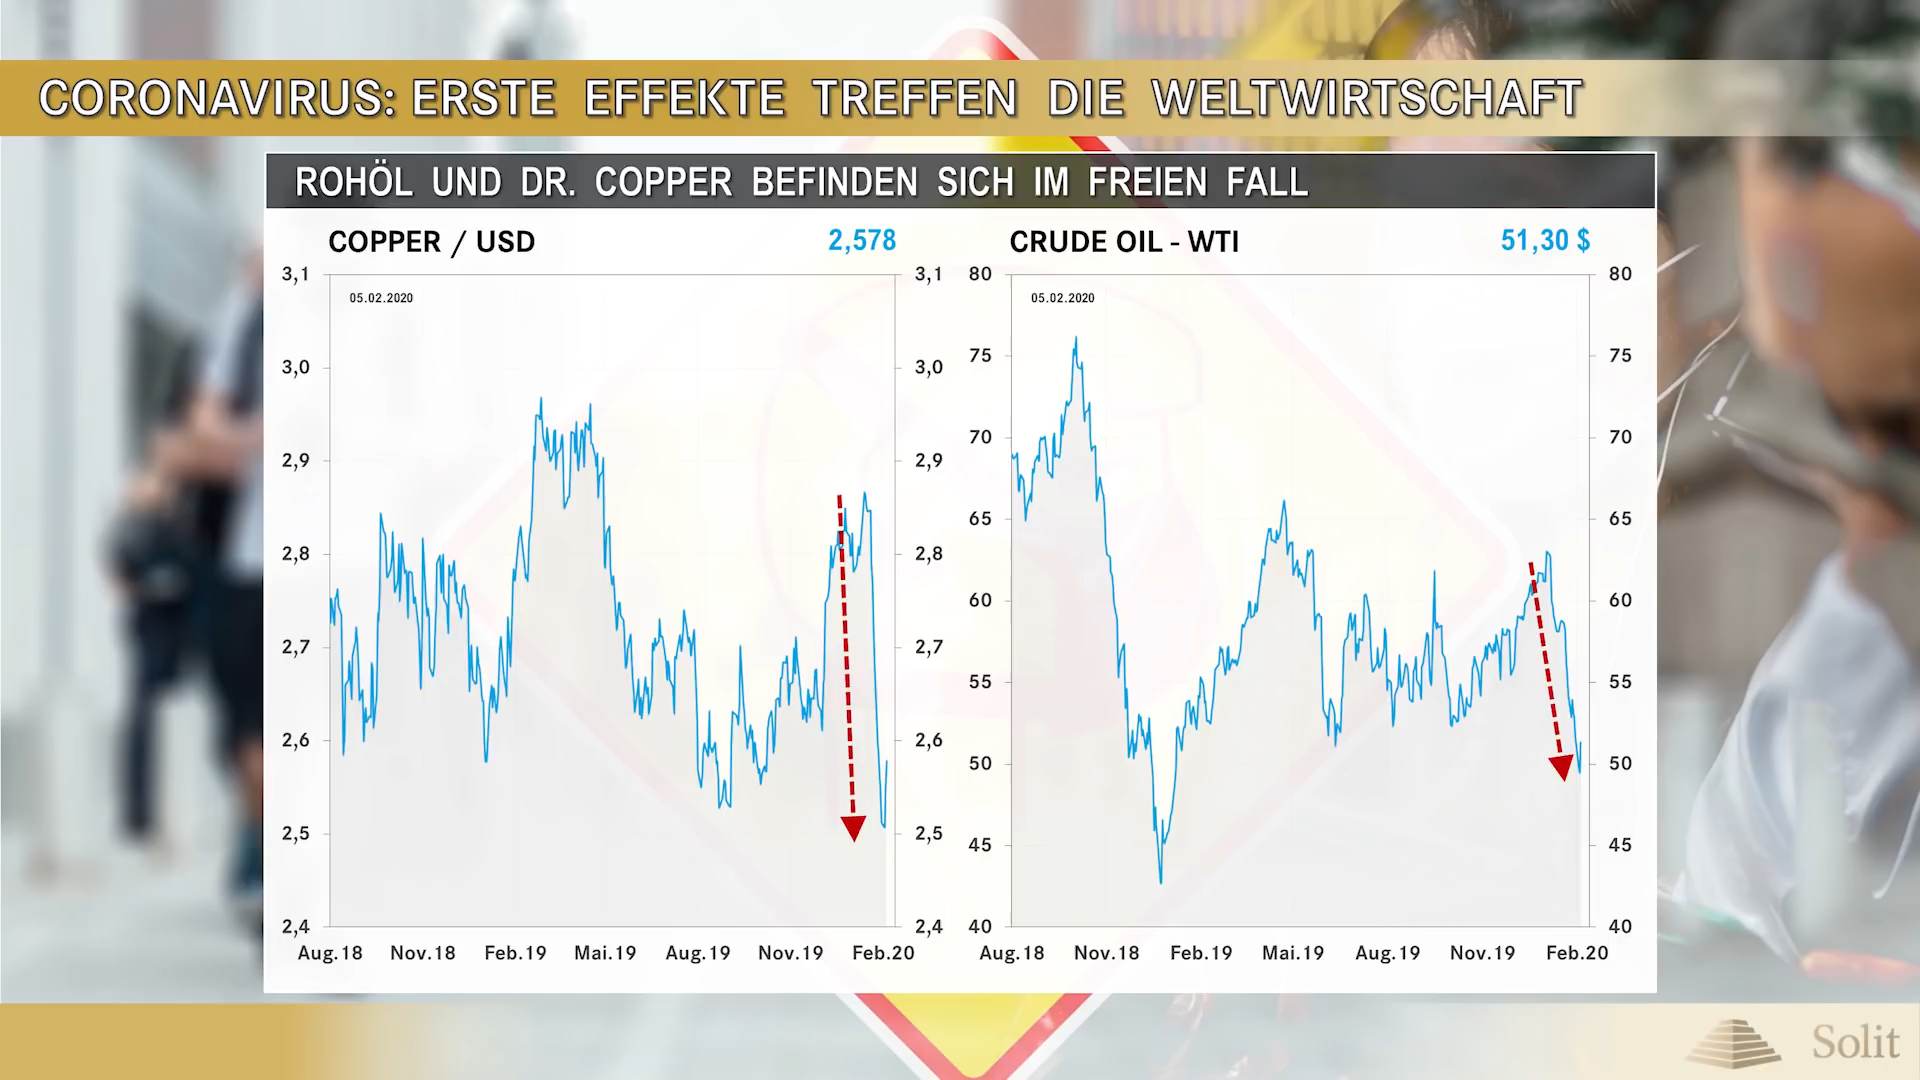 CORONAVIRUS: ERSTE EFFEKTE TREFFEN DIE WELTWIRTSCHAFT
ROHÖL UND DR. COPPER BEFINDEN SICH IM FREIEN FALL
COPPER / USD 2,578
3,1 3,1
05.02.2020
3,0 3,0
2,9 2,9
2,8 2,8
2,7 2,7
2,6 2,6
2,5 2,5
2,4 2,4
Aug.18 Nov.18 Feb.19 Mai.19 Aug.19 Nov.19 Feb.20
CRUDE OIL - WTI 51,30 $
80 80
05.02.2020
75 75
70 70
65 65
60 60
55 55
50 50
45 45
40 40
Aug.18 Nov.18 Feb.19 Mai.19 Aug.19 Nov.19 Feb.20
Solit